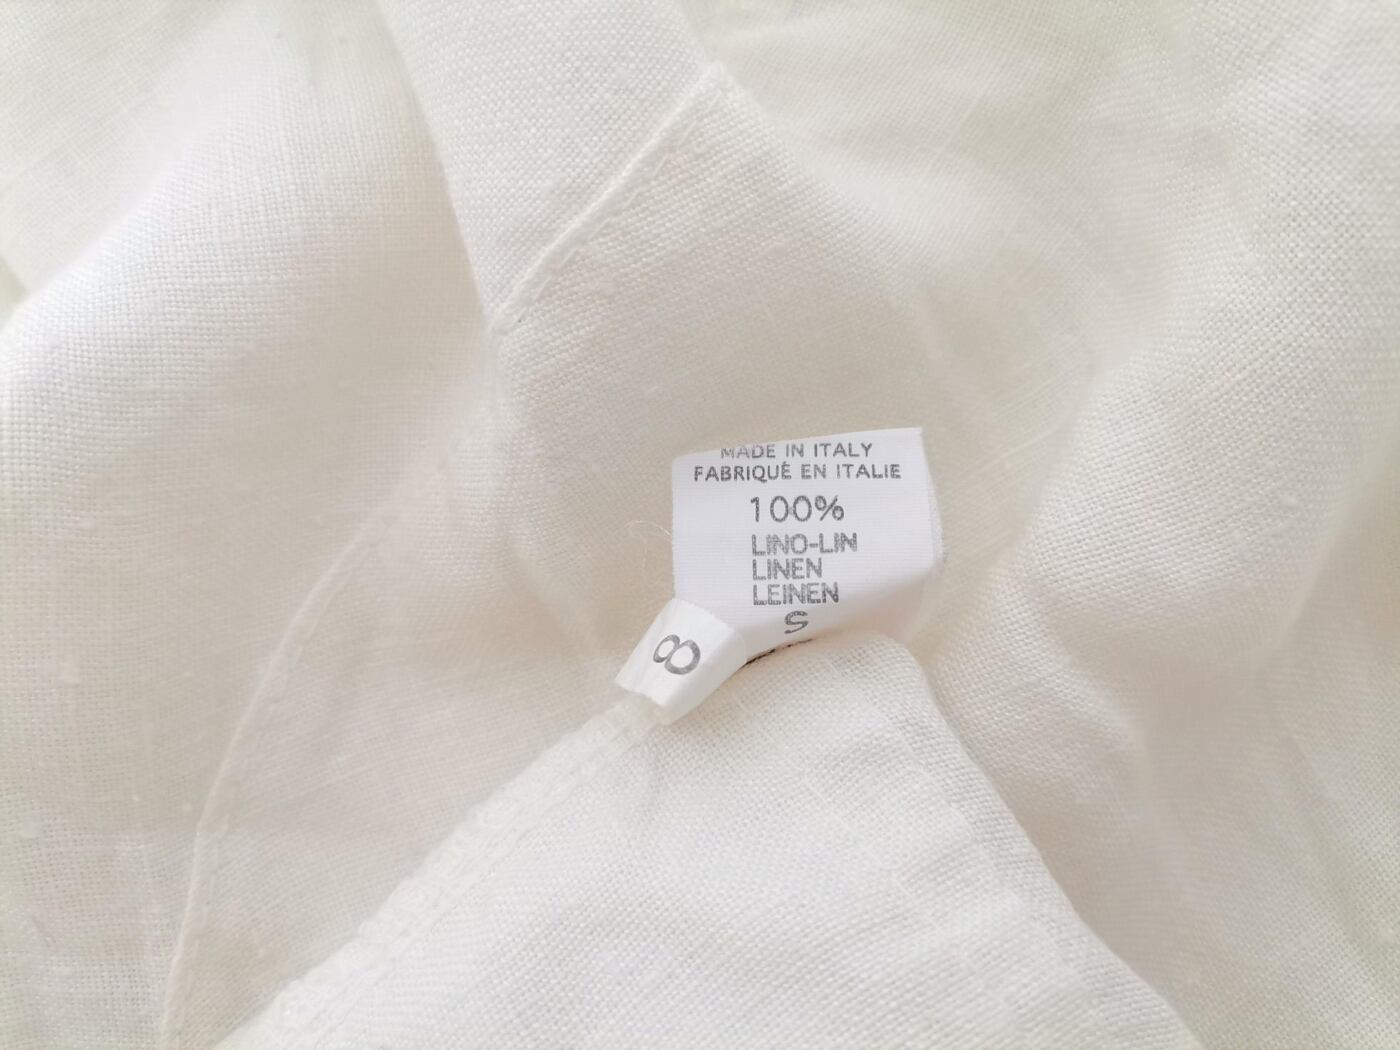 MADE IN ITALY
FABRIQUÉ EN ITALIE
100%
LINO-LIN
LINEN
LEINEN
S
8